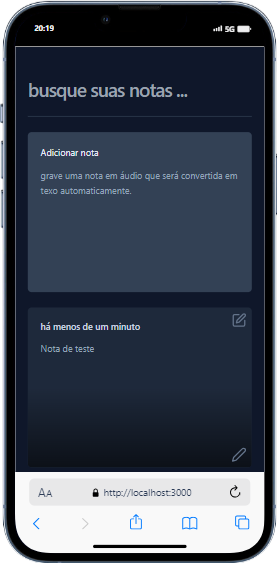 20:19
5G
busque suas notas ...
Adicionar nota
grave uma nota em áudio que será convertida em
texo automaticamente.
há menos de um minuto
Nota de teste
AA
http://localhost:3000